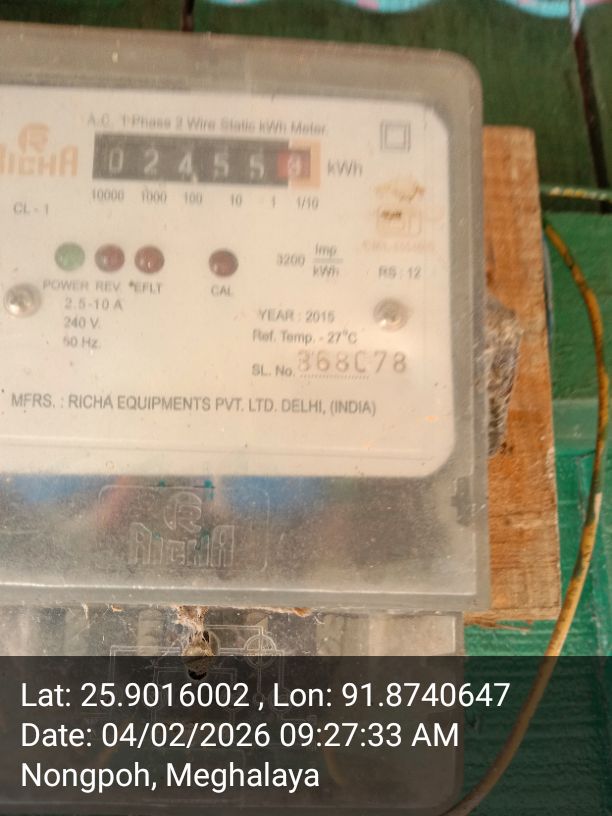 A.C. 1 Phase 2 Wire Static kWh Meter.
RICHA
0 2 4 5 5 kWh
10000 1000 100 10 1 1/10
CL - 1
3200 Imp/kWh
RS : 12
POWER REV. EFLT CAL
2.5-10 A
240 V.
50 Hz.
YEAR : 2015
Ref. Temp. - 27°C
SL. No.
MFRS. : RICHA EQUIPMENTS PVT. LTD. DELHI, (INDIA)
RICHA
Lat: 25.9016002 , Lon: 91.8740647
Date: 04/02/2026 09:27:33 AM
Nongpoh, Meghalaya